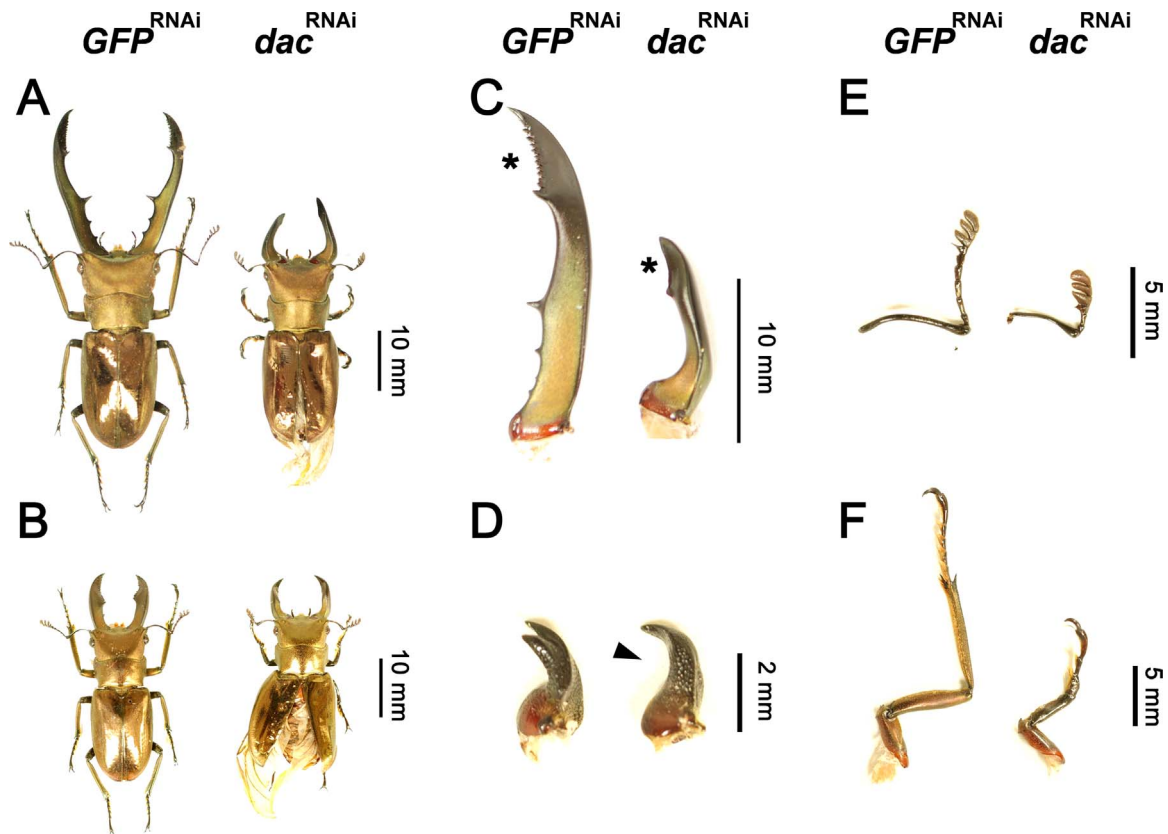 GFP RNAi dac RNAi GFP RNAi dac RNAi GFP RNAi dac RNAi
A C E
* *
10 mm 10 mm 5 mm
B D F
10 mm 2 mm 5 mm